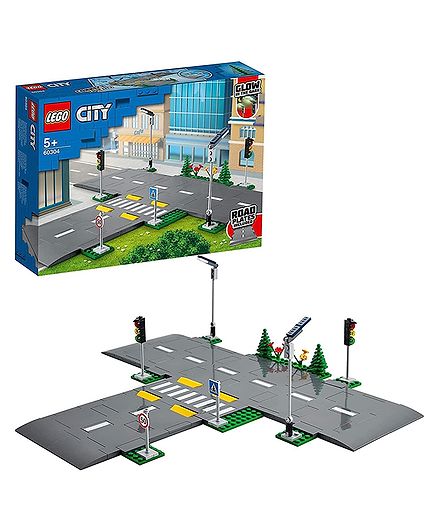 LEGO
CITY
5+
60304
GLOW
IN THE DARK
ROAD
PLATES